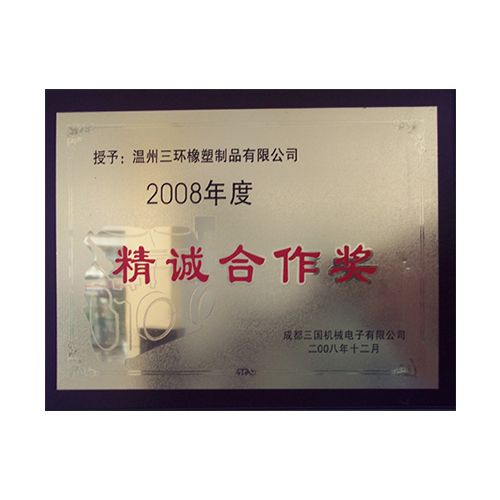 授予：温州三环橡塑制品有限公司
2008年度
精诚合作奖
成都三国机械电子有限公司
二00八年十二月